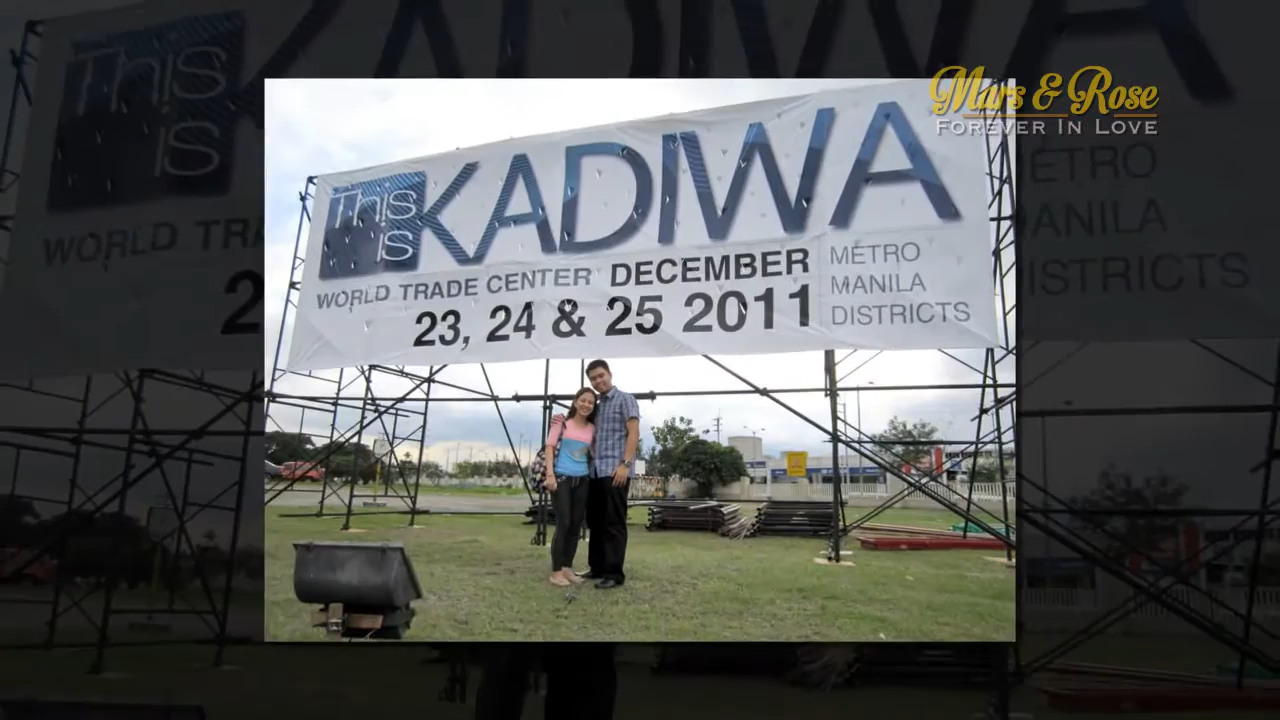 Mars & Rose
FOREVER IN LOVE
This
is
KADIWA
WORLD TRADE CENTER DECEMBER
23, 24 & 25 2011
METRO
MANILA
DISTRICTS